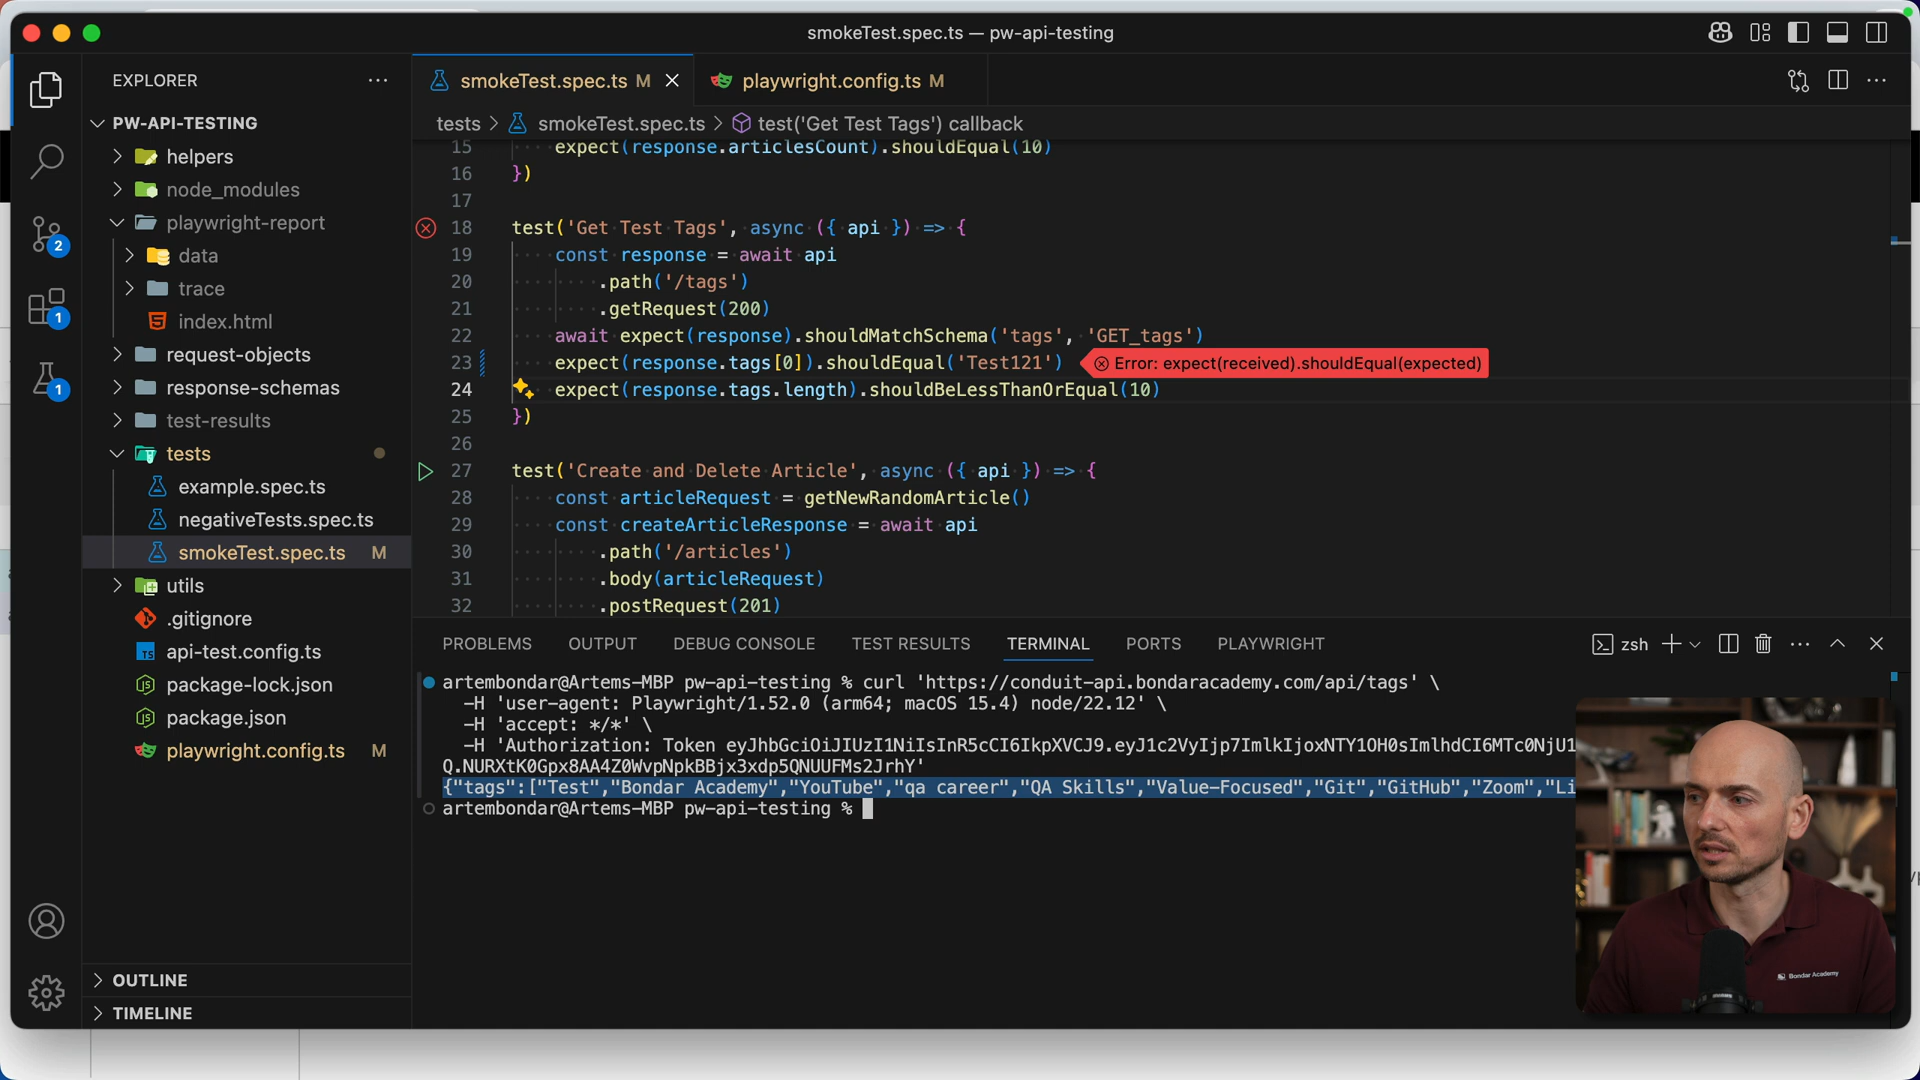 smokeTest.spec.ts — pw-api-testing
EXPLORER
PW-API-TESTING
helpers
node_modules
playwright-report
data
trace
index.html
request-objects
response-schemas
test-results
tests
example.spec.ts
negativeTests.spec.ts
smokeTest.spec.ts M
utils
.gitignore
api-test.config.ts
package-lock.json
package.json
playwright.config.ts M
OUTLINE
TIMELINE
2
1
1
smokeTest.spec.ts M
playwright.config.ts M
tests > smokeTest.spec.ts > test('Get Test Tags') callback
15 expect(response.articlesCount).shouldEqual(10)
16 })
17
18 test('Get Test Tags', async ({ api }) => {
19 const response = await api
20 .path('/tags')
21 .getRequest(200)
22 await expect(response).shouldMatchSchema('tags', 'GET_tags')
23 expect(response.tags[0]).shouldEqual('Test121') Error: expect(received).shouldEqual(expected)
24 expect(response.tags.length).shouldBeLessThanOrEqual(10)
25 })
26
27 test('Create and Delete Article', async ({ api }) => {
28 const articleRequest = getNewRandomArticle()
29 const createArticleResponse = await api
30 .path('/articles')
31 .body(articleRequest)
32 .postRequest(201)
PROBLEMS OUTPUT DEBUG CONSOLE TEST RESULTS TERMINAL PORTS PLAYWRIGHT zsh
artembondar@Artems-MBP pw-api-testing % curl 'https://conduit-api.bondaracademy.com/api/tags' \
-H 'user-agent: Playwright/1.52.0 (arm64; macOS 15.4) node/22.12' \
-H 'accept: */*' \
-H 'Authorization: Token eyJhbGciOiJIUzI1NiIsInR5cCI6IkpXVCJ9.eyJ1c2VyIjp7ImlkIjoxNTY1OH0sImlhdCI6MTc0NjU1
Q.NURXtK0Gpx8AA4Z0WvpNpkBBjx3xdp5QNUUFMs2JrhY'
{"tags":["Test","Bondar Academy","YouTube","qa career","QA Skills","Value-Focused","Git","GitHub","Zoom","Li
artembondar@Artems-MBP pw-api-testing %
Bondar Academy